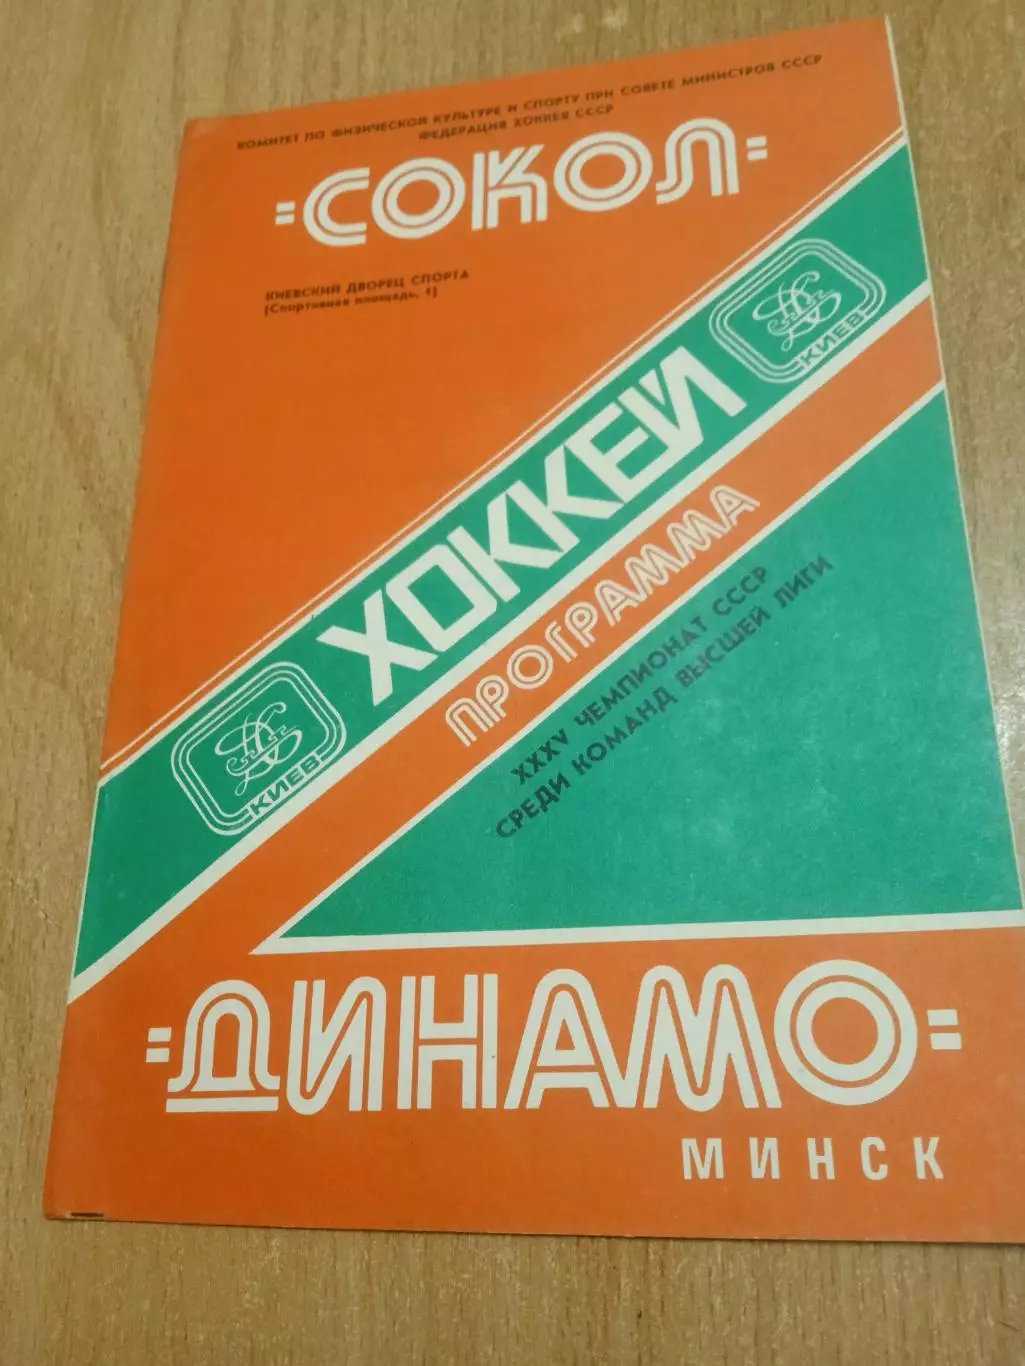 КОМИТЕТ ПО ФИЗИЧЕСКОЙ КУЛЬТУРЕ И СПОРТУ ПРИ СОВЕТЕ МИНИСТРОВ СССР
ФЕДЕРАЦИЯ ХОККЕЯ СССР
"СОКОЛ"
КИЕВСКИЙ ДВОРЕЦ СПОРТА
(Спортивная площадь, 1)
КИЕВ
ХОККЕЙ
ПРОГРАММА
XXXV ЧЕМПИОНАТ СССР
СРЕДИ КОМАНД ВЫСШЕЙ ЛИГИ
КИЕВ
"ДИНАМО"
МИНСК